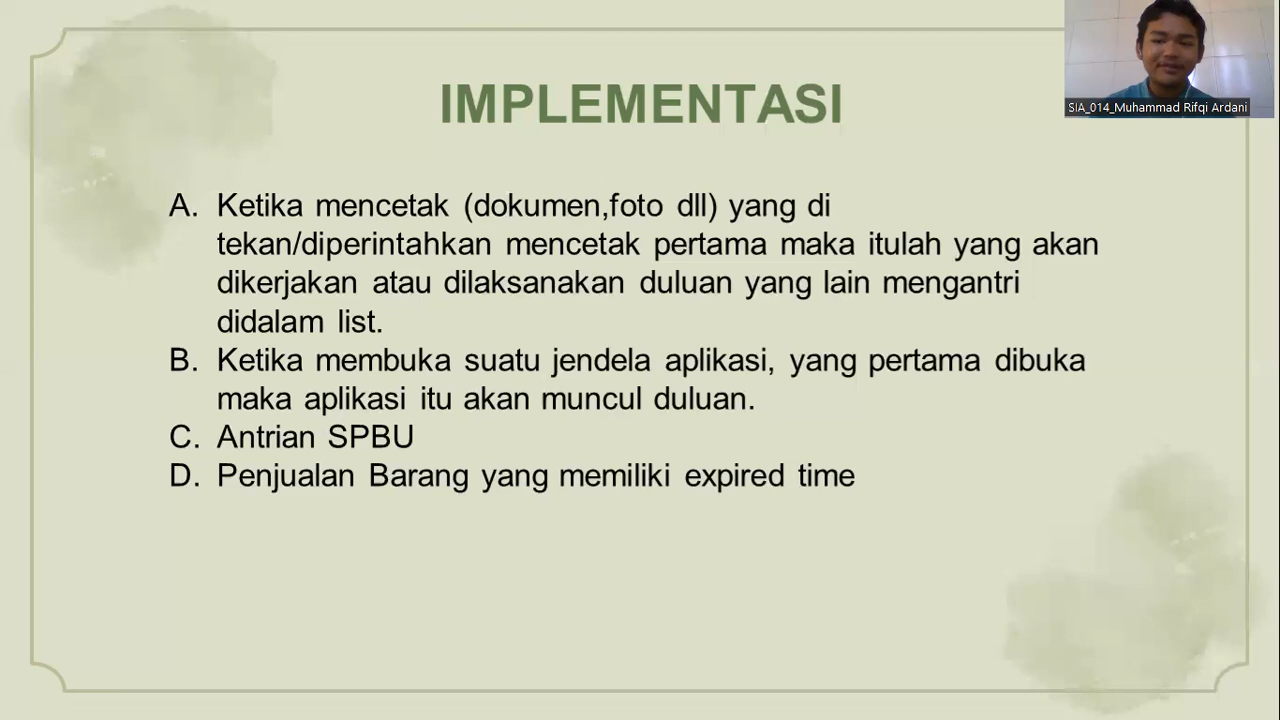 IMPLEMENTASI
SIA_014_Muhammad Rifqi Ardani
A. Ketika mencetak (dokumen,foto dll) yang di
tekan/diperintahkan mencetak pertama maka itulah yang akan
dikerjakan atau dilaksanakan duluan yang lain mengantri
didalam list.
B. Ketika membuka suatu jendela aplikasi, yang pertama dibuka
maka aplikasi itu akan muncul duluan.
C. Antrian SPBU
D. Penjualan Barang yang memiliki expired time